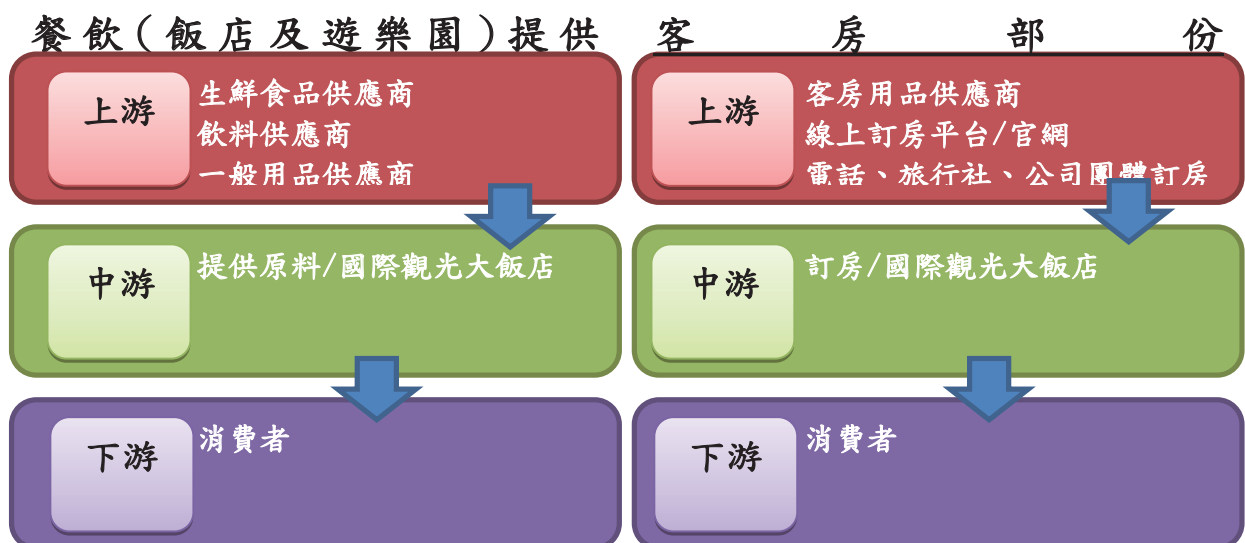 餐飲(飯店及遊樂園)提供
上游
生鮮食品供應商
飲料供應商
一般用品供應商
中游
提供原料/國際觀光大飯店
下游
消費者
客房部份
上游
客房用品供應商
線上訂房平台/官網
電話、旅行社、公司團體訂房
中游
訂房/國際觀光大飯店
下游
消費者